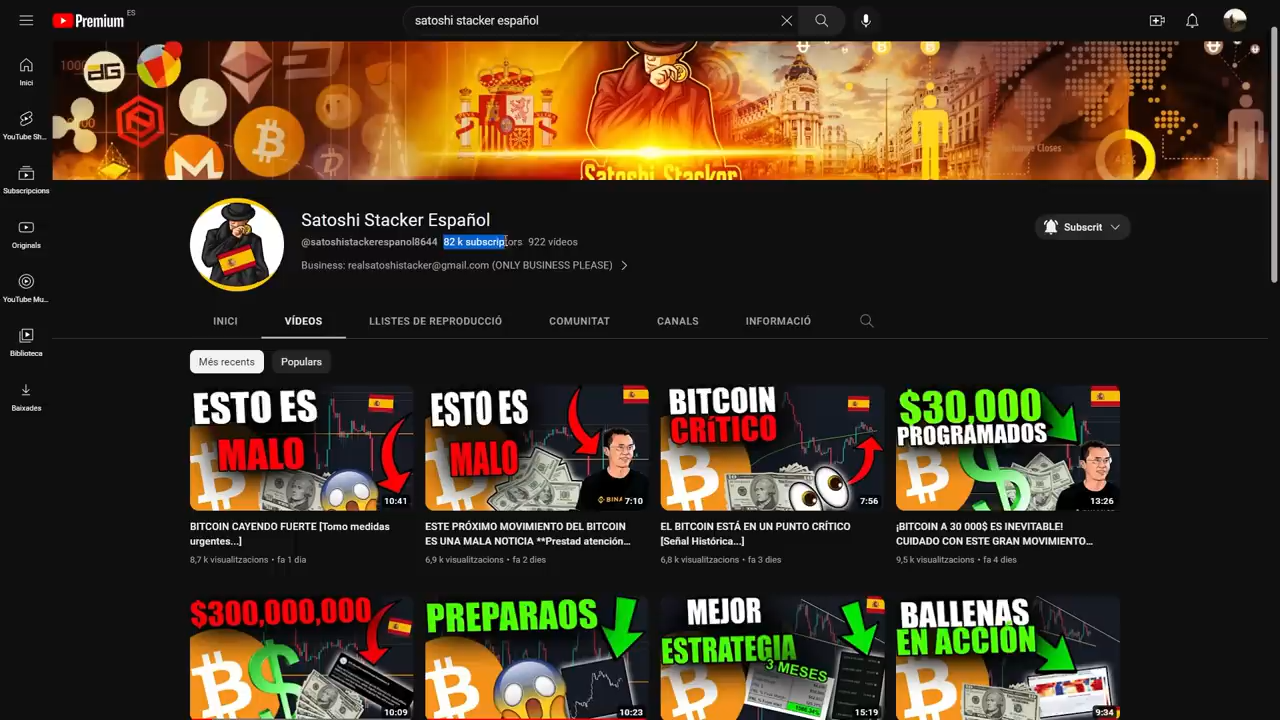 Premium ES
satoshi stacker español
Inici
YouTube Sh...
Subscripcions
Originals
YouTube Mu...
Biblioteca
Baixades
Satoshi Stacker
Satoshi Stacker Español
@satoshistackerespanol8644 82 k subscriptors 922 vídeos
Business: realsatoshistacker@gmail.com (ONLY BUSINESS PLEASE)
Subscrit
INICI VÍDEOS LLISTES DE REPRODUCCIÓ COMUNITAT CANALS INFORMACIÓ
Més recents Populars
ESTO ES
MALO
10:41
BITCOIN CAYENDO FUERTE [Tomo medidas
urgentes...]
8,7 k visualitzacions • fa 1 dia
ESTO ES
MALO
7:10
ESTE PRÓXIMO MOVIMIENTO DEL BITCOIN
ES UNA MALA NOTICIA **Prestad atención...
6,9 k visualitzacions • fa 2 dies
BITCOIN
CRíTICO
7:56
EL BITCOIN ESTÁ EN UN PUNTO CRÍTICO
[Señal Histórica...]
6,8 k visualitzacions • fa 3 dies
$30,000
PROGRAMADOS
13:26
¡BITCOIN A 30 000$ ES INEVITABLE!
CUIDADO CON ESTE GRAN MOVIMIENTO...
9,5 k visualitzacions • fa 4 dies
$300,000,000
10:09
PREPARAOS
10:23
MEJOR
ESTRATEGIA
3 MESES
15:19
BALLENAS
EN ACCIÓN
9:34